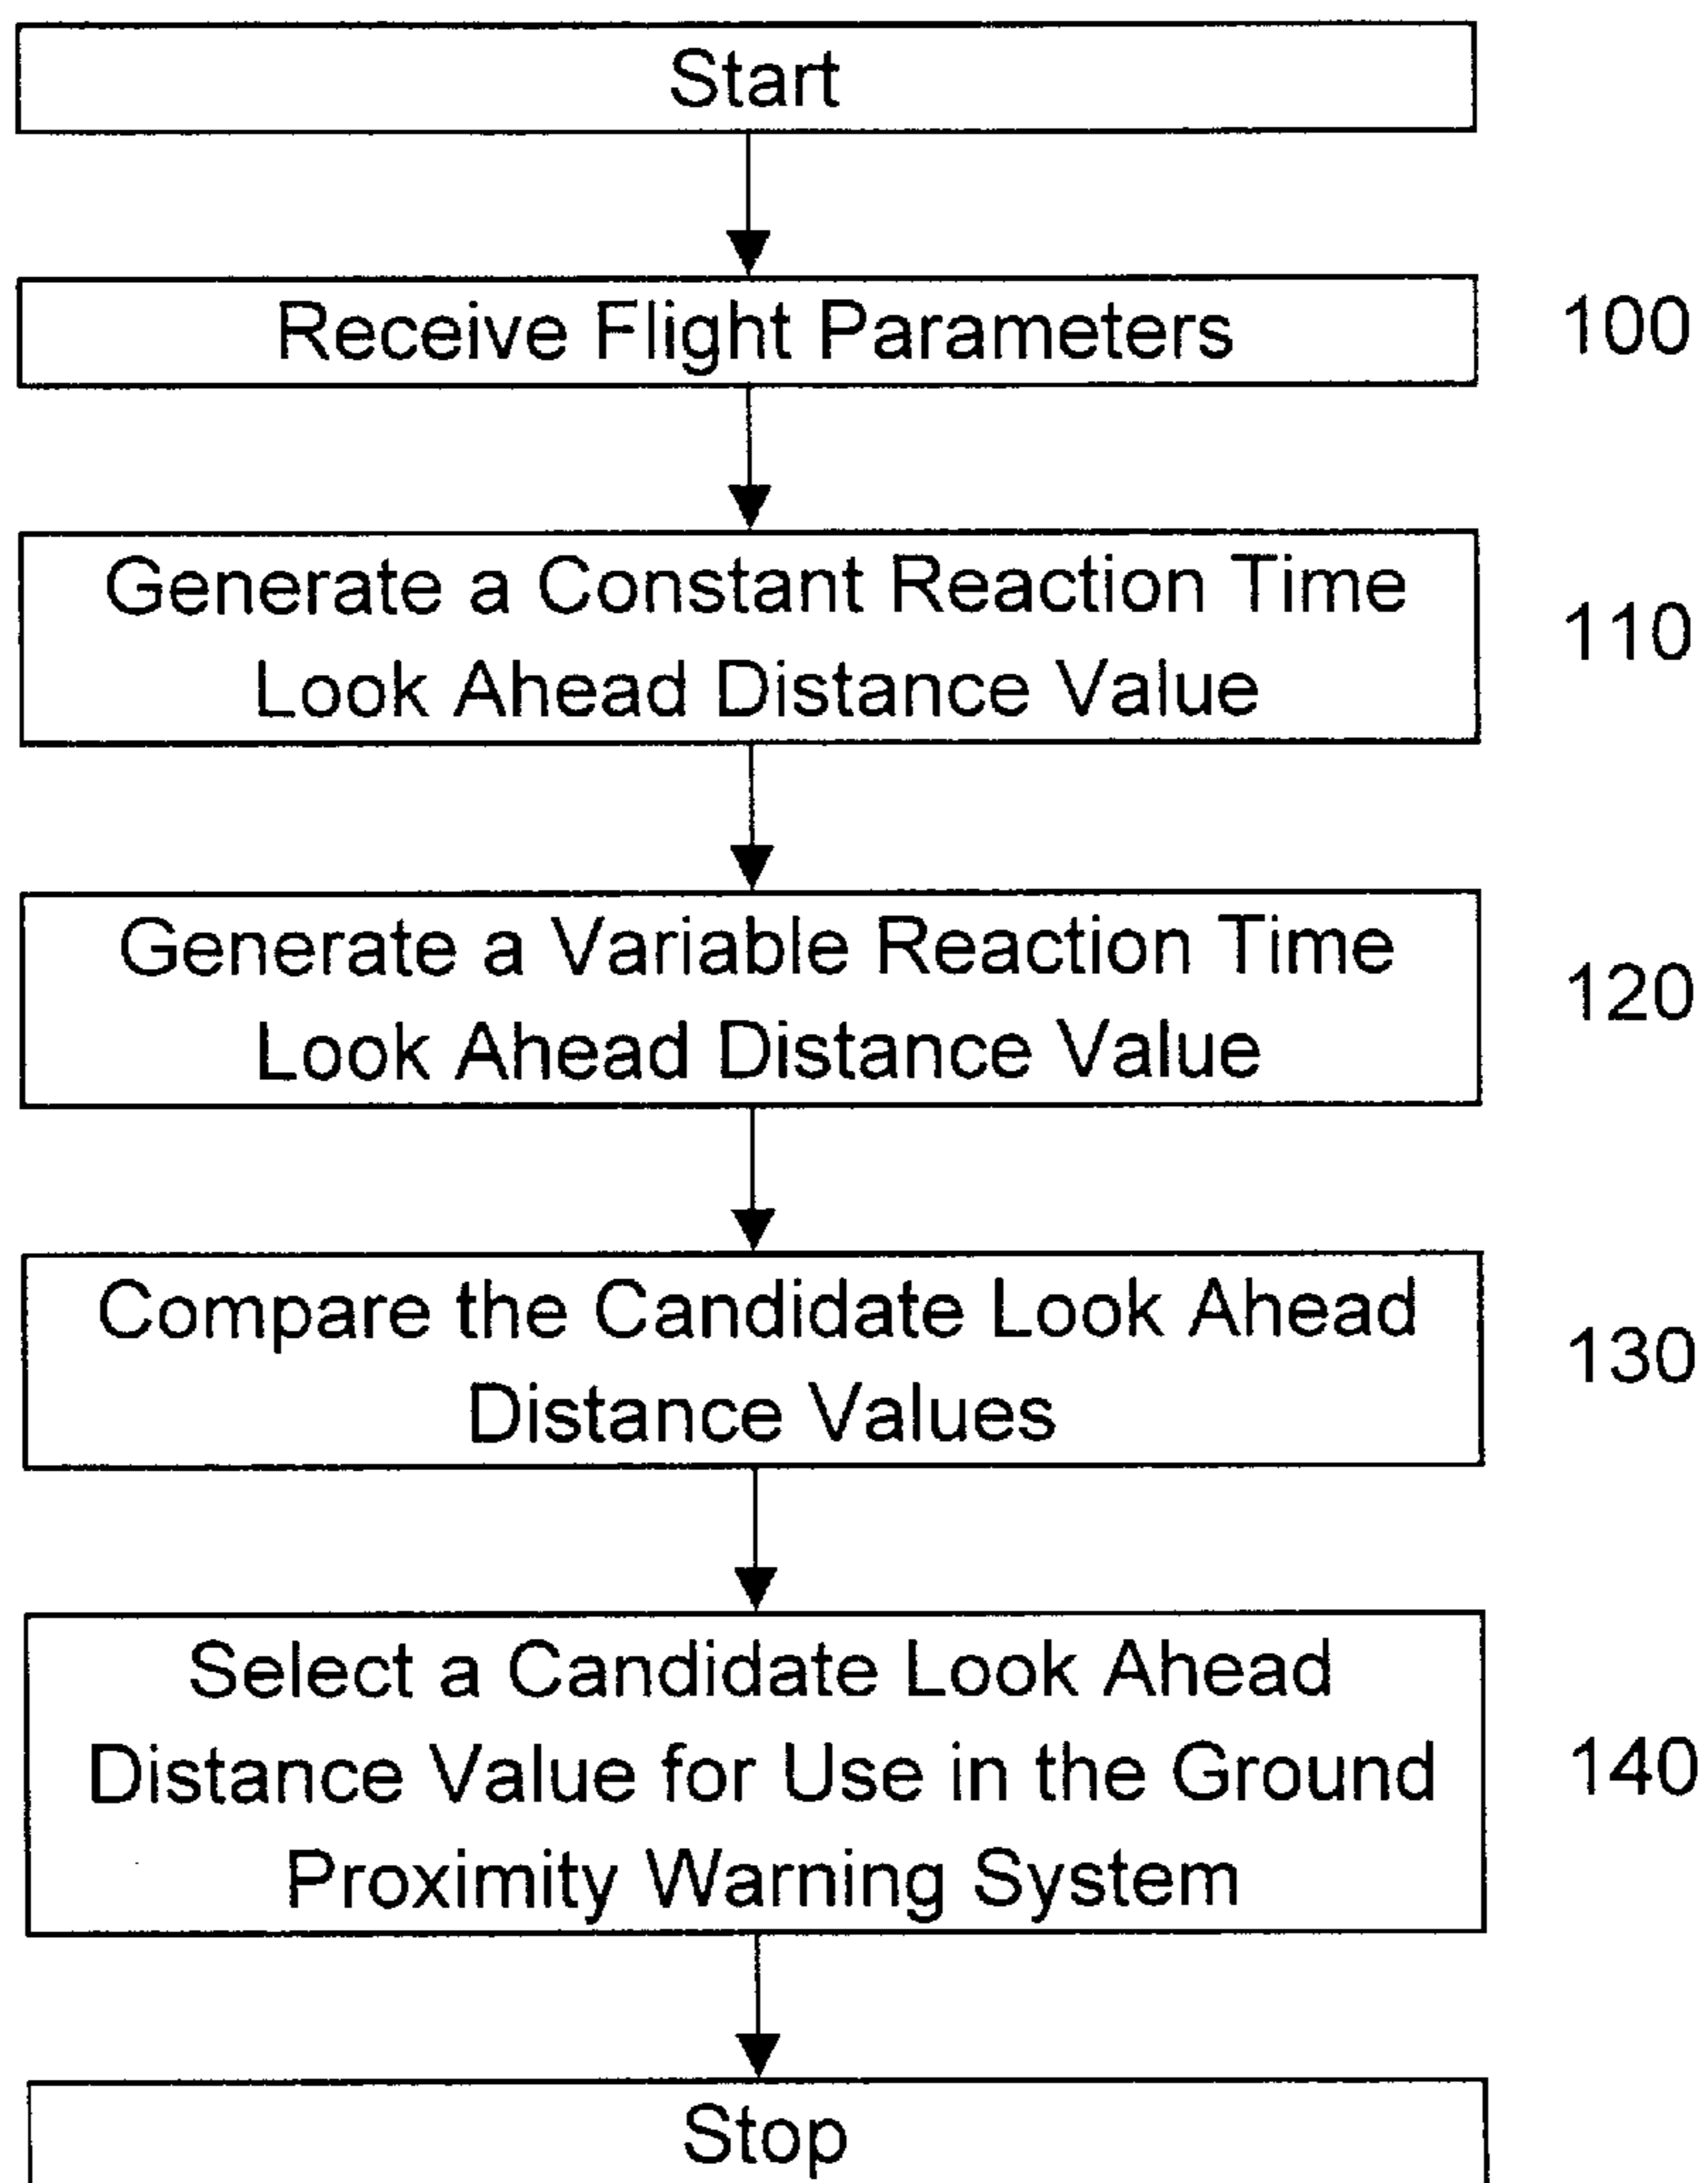 Start
Receive Flight Parameters
100
Generate a Constant Reaction Time
Look Ahead Distance Value
110
Generate a Variable Reaction Time
Look Ahead Distance Value
120
Compare the Candidate Look Ahead
Distance Values
130
Select a Candidate Look Ahead
Distance Value for Use in the Ground
Proximity Warning System
140
Stop